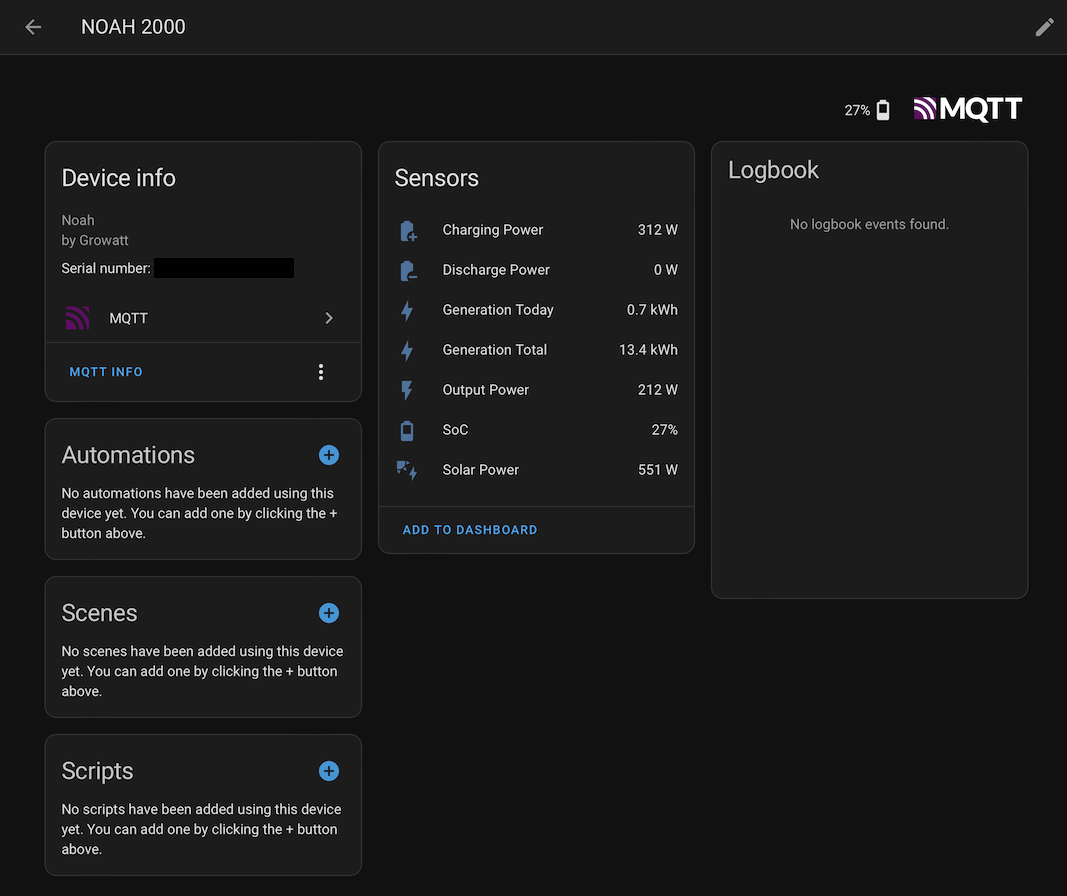 NOAH 2000
27%
MQTT
Device info
Noah
by Growatt
Serial number:
MQTT
MQTT INFO
Automations
No automations have been added using this
device yet. You can add one by clicking the +
button above.
Scenes
No scenes have been added using this device
yet. You can add one by clicking the + button
above.
Scripts
No scripts have been added using this device
yet. You can add one by clicking the + button
above.
Sensors
Charging Power 312 W
Discharge Power 0 W
Generation Today 0.7 kWh
Generation Total 13.4 kWh
Output Power 212 W
SoC 27%
Solar Power 551 W
ADD TO DASHBOARD
Logbook
No logbook events found.